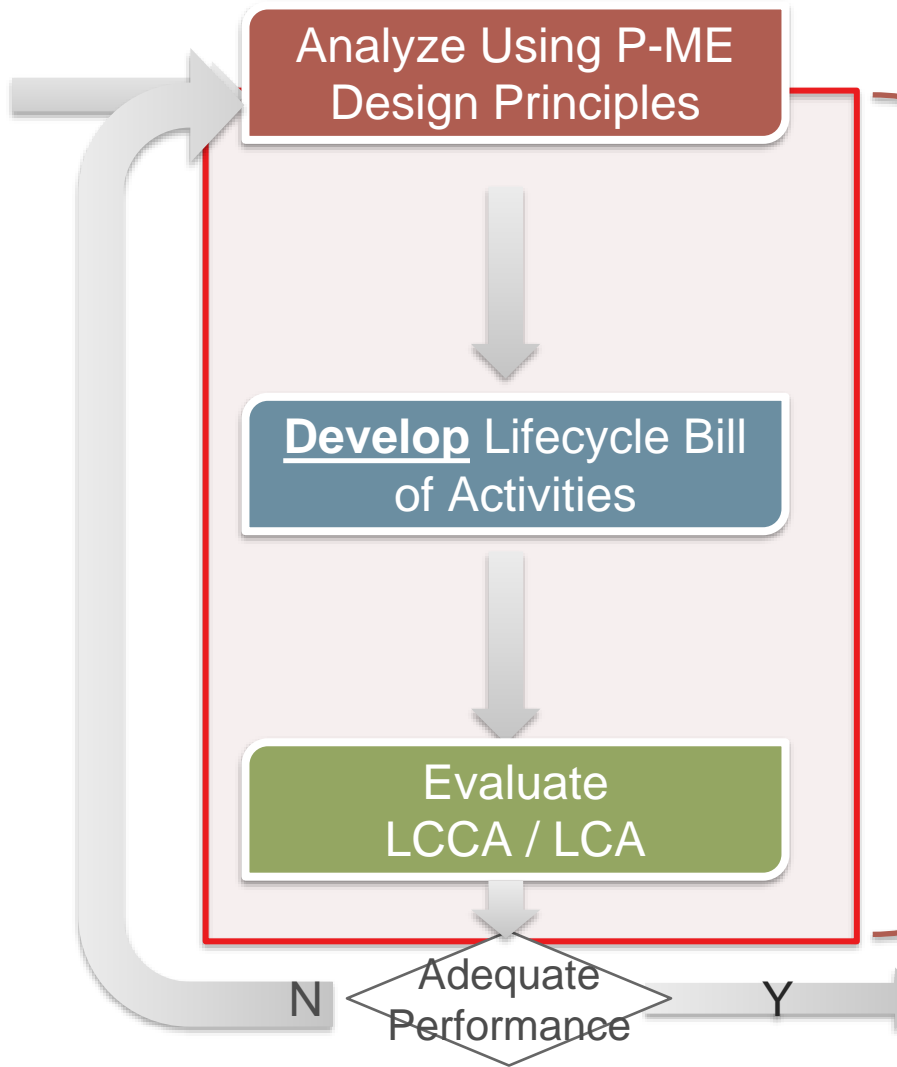 Analyze Using P-ME
Design Principles
Develop Lifecycle Bill
of Activities
Evaluate
LCCA / LCA
Adequate
Performance
N
Y